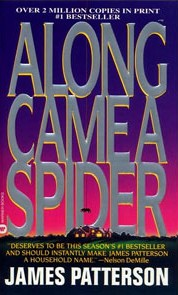 OVER 2 MILLION COPIES IN PRINT
#1 BESTSELLER
ALONG
CAME A
SPIDER
"DESERVES TO BE THIS SEASON'S #1 BESTSELLER
AND SHOULD INSTANTLY MAKE JAMES PATTERSON
A HOUSEHOLD NAME." —Nelson DeMille
JAMES PATTERSON